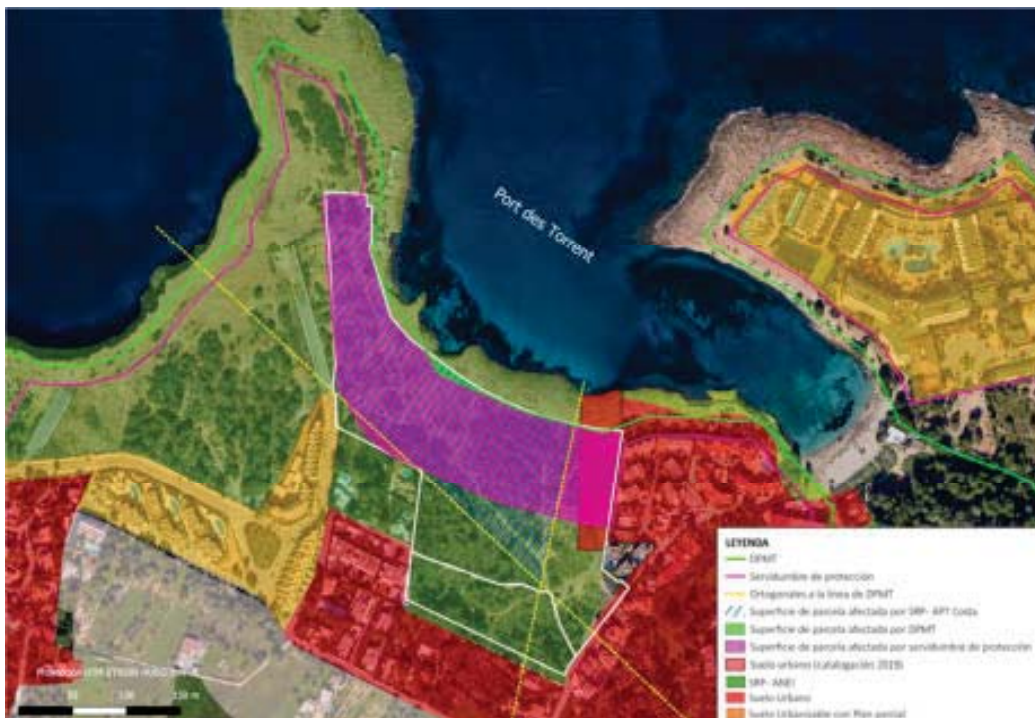 Port des Torrent
LEYENDA
DPMT
Servidumbre de protección
Ortogonales a la línea de DPMT
Superficie de parcela afectada por SRP- APT Costa
Superficie de parcela afectada por DPMT
Superficie de parcela afectada por servidumbre de protección
Suelo urbano (catalogación 2019)
SRP- ANEI
Suelo Urbano
Suelo Urbanizable con Plan parcial